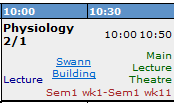 10:00 10:30
Physiology 2/1 10:00 10:50
Lecture Swann Building Main Lecture Theatre
Sem1 wk1-Sem1 wk11